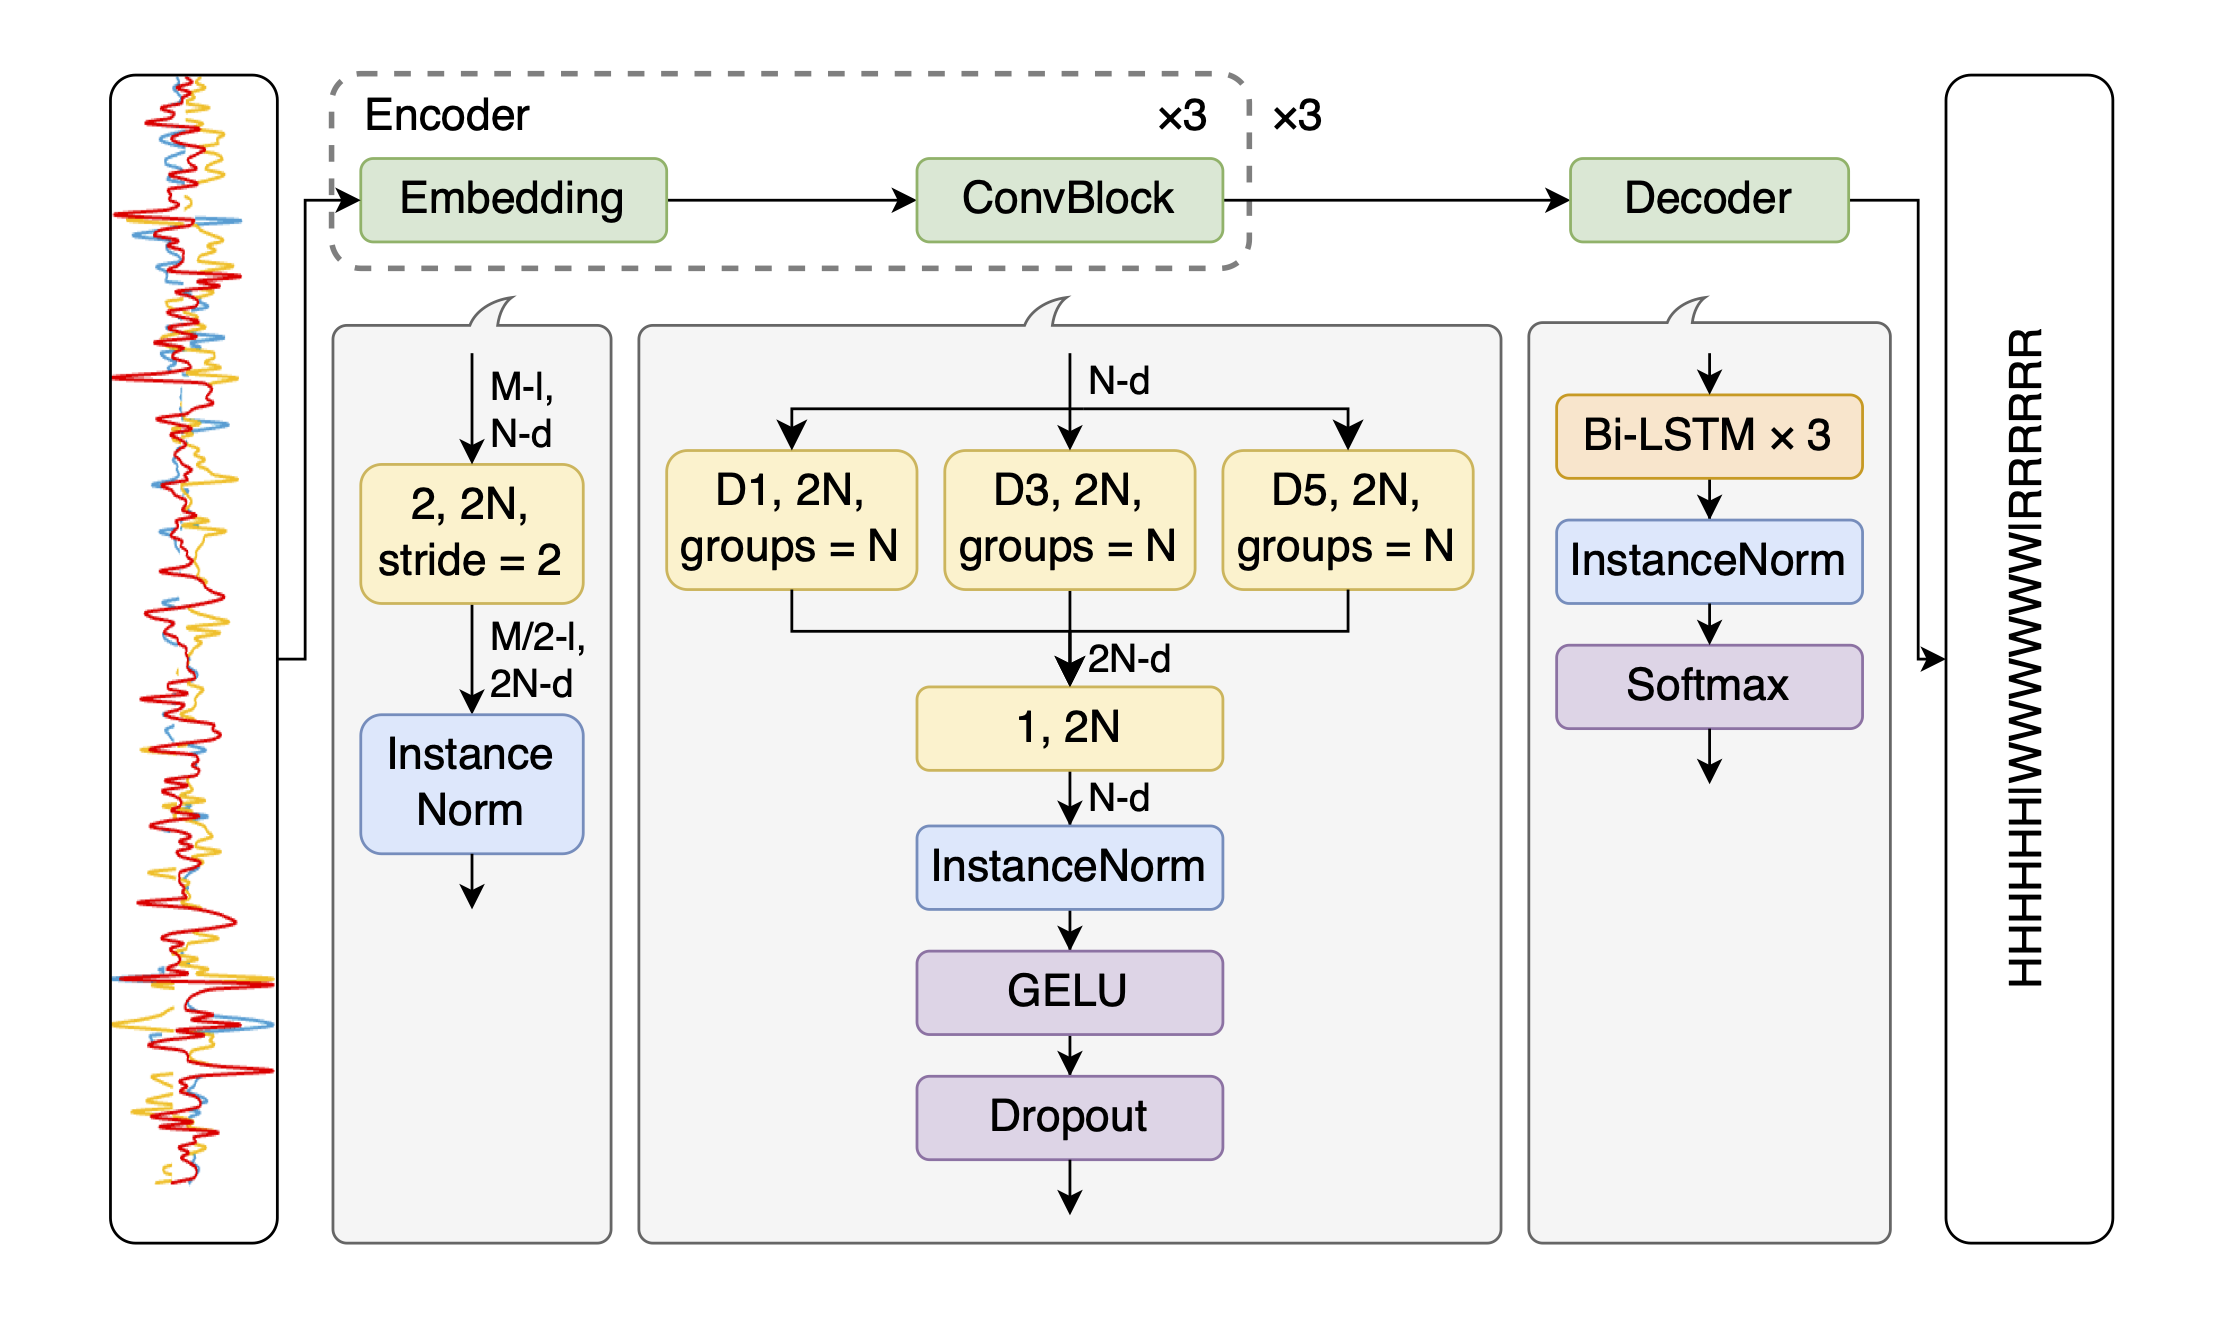 Encoder
×3
×3
Embedding
ConvBlock
Decoder
M-l,
N-d
2, 2N,
stride = 2
M/2-l,
2N-d
Instance
Norm
N-d
D1, 2N,
groups = N
D3, 2N,
groups = N
D5, 2N,
groups = N
2N-d
1, 2N
N-d
InstanceNorm
GELU
Dropout
Bi-LSTM × 3
InstanceNorm
Softmax
HHHHHHIWWWWWWIRRRRRR